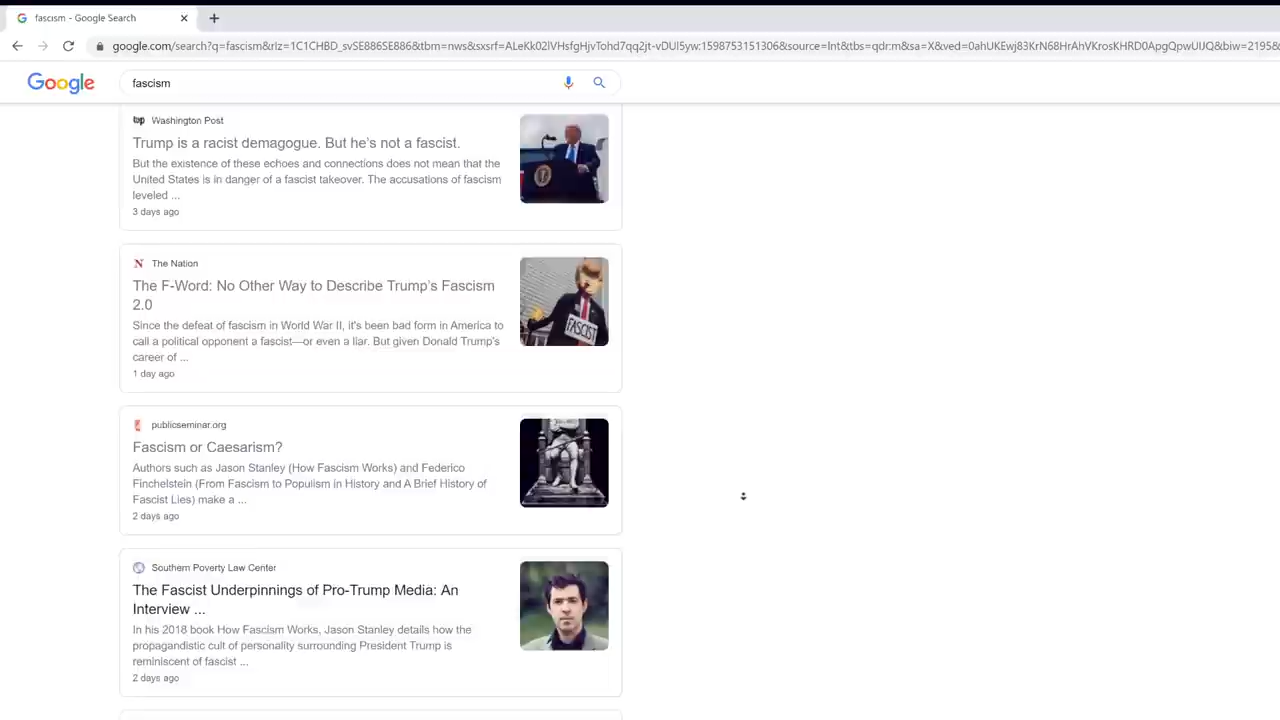 fascism - Google Search
google.com/search?q=fascism&rlz=1C1CHBD_svSE886SE886&tbm=nws&sxsrf=ALeKk02lVHsfgHjvTohd7qq2jt-vDUl5yw:1598753151306&source=lnt&tbs=qdr:m&sa=X&ved=0ahUKEwj83KrN68HrAhVKrosKHRD0ApgQpwUIJQ&biw=2195&
Google
fascism
wp Washington Post
Trump is a racist demagogue. But he's not a fascist.
But the existence of these echoes and connections does not mean that the
United States is in danger of a fascist takeover. The accusations of fascism
leveled ...
3 days ago
N The Nation
The F-Word: No Other Way to Describe Trump's Fascism
2.0
Since the defeat of fascism in World War II, it's been bad form in America to
call a political opponent a fascist—or even a liar. But given Donald Trump's
career of ...
1 day ago
FASCIST
publicseminar.org
Fascism or Caesarism?
Authors such as Jason Stanley (How Fascism Works) and Federico
Finchelstein (From Fascism to Populism in History and A Brief History of
Fascist Lies) make a ...
2 days ago
Southern Poverty Law Center
The Fascist Underpinnings of Pro-Trump Media: An
Interview ...
In his 2018 book How Fascism Works, Jason Stanley details how the
propagandistic cult of personality surrounding President Trump is
reminiscent of fascist ...
2 days ago